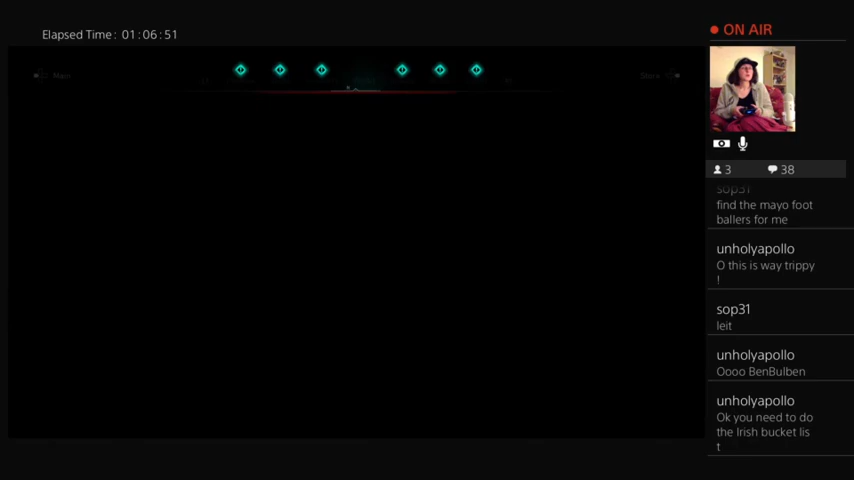 Elapsed Time: 01:06:51
ON AIR
3
38
sop31
find the mayo foot
ballers for me
unholyapollo
O this is way trippy
!
sop31
leit
unholyapollo
Oooo BenBulben
unholyapollo
Ok you need to do
the Irish bucket lis
t